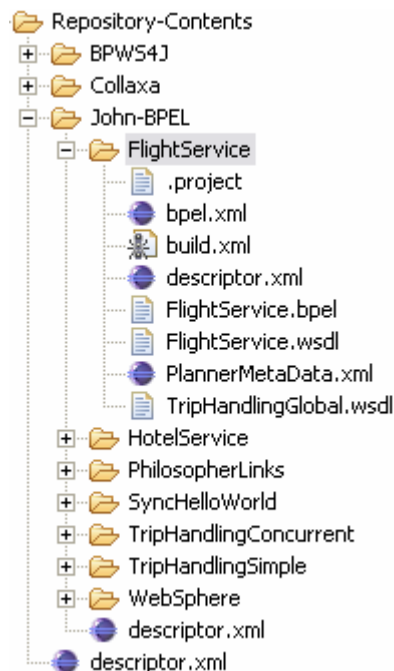 Repository-Contents
BPWS4J
Collaxa
John-BPEL
FlightService
.project
bpel.xml
build.xml
descriptor.xml
FlightService.bpel
FlightService.wsdl
PlannerMetaData.xml
TripHandlingGlobal.wsdl
HotelService
PhilosopherLinks
SyncHelloWorld
TripHandlingConcurrent
TripHandlingSimple
WebSphere
descriptor.xml
descriptor.xml